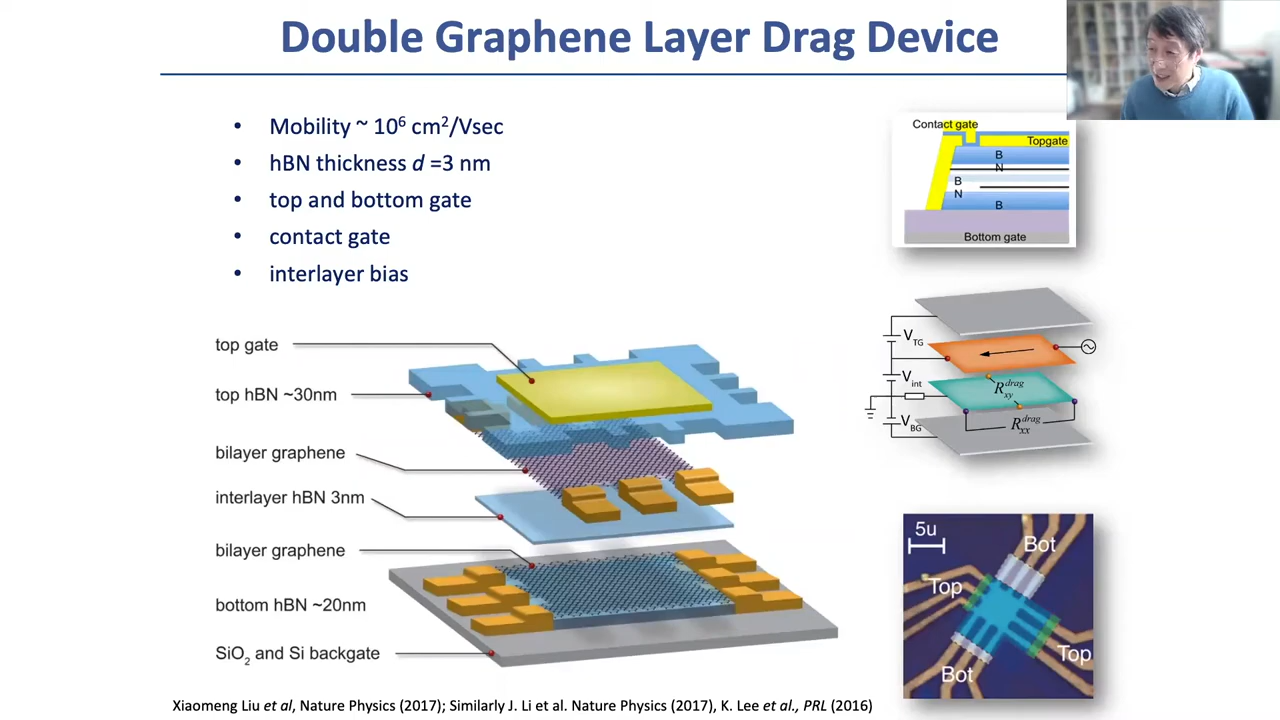 Double Graphene Layer Drag Device
• Mobility ~ 10⁶ cm²/Vsec
• hBN thickness d =3 nm
• top and bottom gate
• contact gate
• interlayer bias
Contact gate
Topgate
B
N
B
N
B
Bottom gate
V_TG
V_int
V_BG
R_xy^drag
R_xx^drag
top gate
top hBN ~30nm
bilayer graphene
interlayer hBN 3nm
bilayer graphene
bottom hBN ~20nm
SiO₂ and Si backgate
5u
Bot
Top
Top
Bot
Xiaomeng Liu et al, Nature Physics (2017); Similarly J. Li et al. Nature Physics (2017), K. Lee et al., PRL (2016)